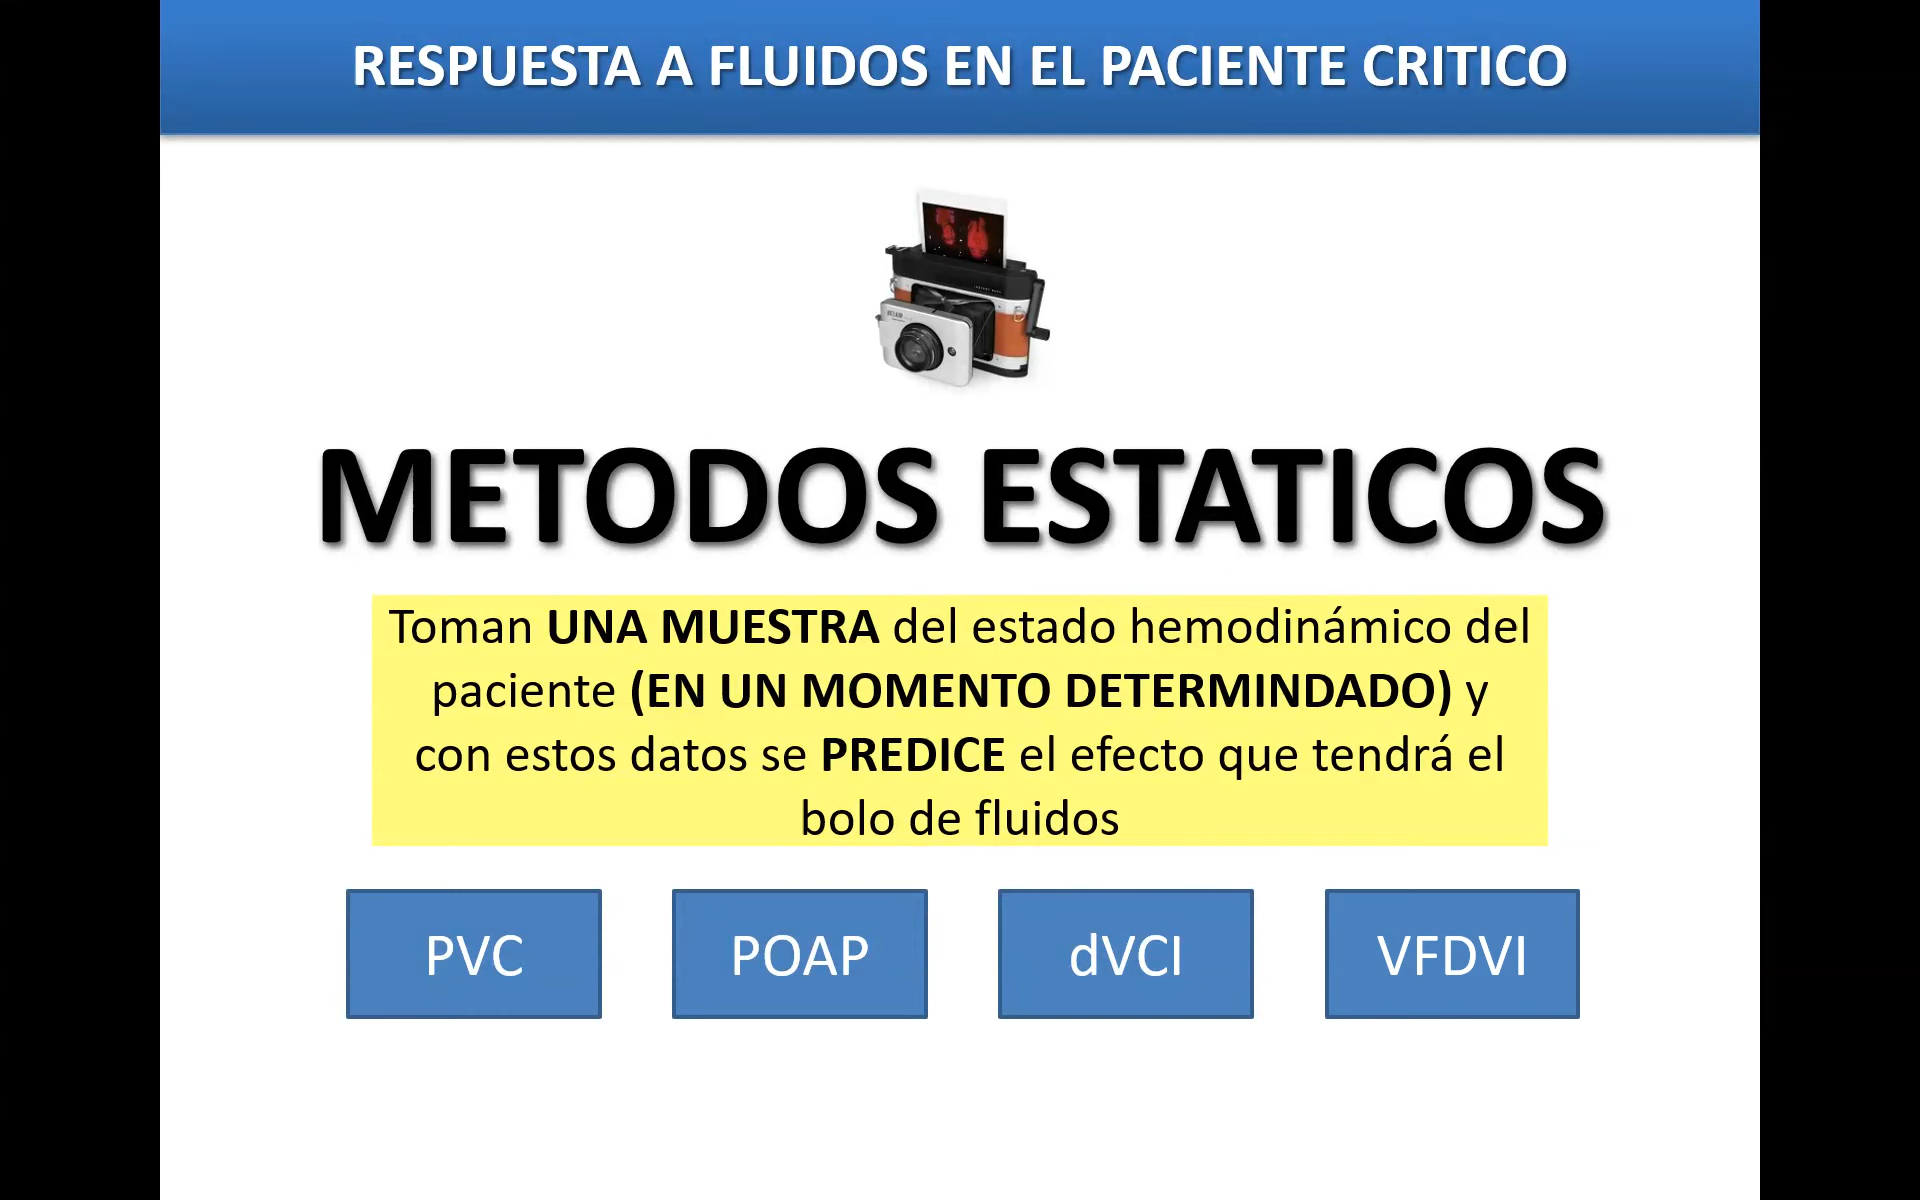 RESPUESTA A FLUIDOS EN EL PACIENTE CRITICO
METODOS ESTATICOS
Toman UNA MUESTRA del estado hemodinámico del
paciente (EN UN MOMENTO DETERMINDADO) y
con estos datos se PREDICE el efecto que tendrá el
bolo de fluidos
PVC
POAP
dVCI
VFDVI